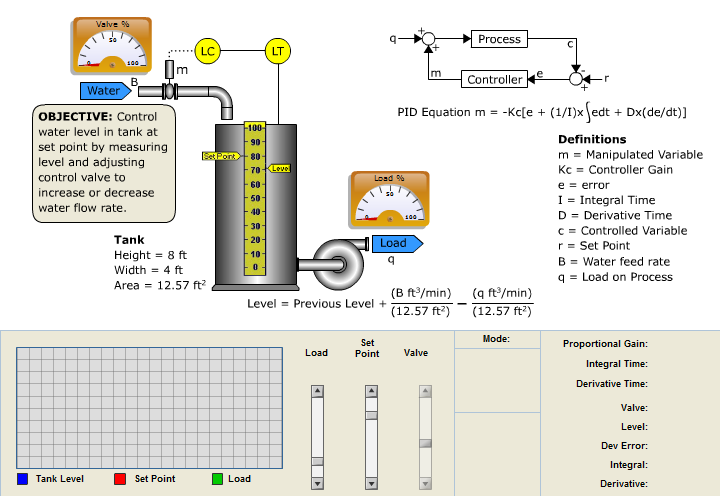 Valve %
50
0
100
LC
LT
m
B
Water
OBJECTIVE: Control
water level in tank at
set point by measuring
level and adjusting
control valve to
increase or decrease
water flow rate.
100
90
Set Point
80
70
Level
60
50
40
30
20
10
0
Tank
Height = 8 ft
Width = 4 ft
Area = 12.57 ft²
Load %
50
0
100
Load
q
Level = Previous Level + (B ft³/min) / (12.57 ft²) − (q ft³/min) / (12.57 ft²)
q
+
+
Process
c
m
Controller
e
-
+
r
PID Equation m = -Kc[e + (1/I)x∫edt + Dx(de/dt)]
Definitions
m = Manipulated Variable
Kc = Controller Gain
e = error
I = Integral Time
D = Derivative Time
c = Controlled Variable
r = Set Point
B = Water feed rate
q = Load on Process
Tank Level
Set Point
Load
Load
Set
Point
Valve
Mode:
Proportional Gain:
Integral Time:
Derivative Time:
Valve:
Level:
Dev Error:
Integral:
Derivative: